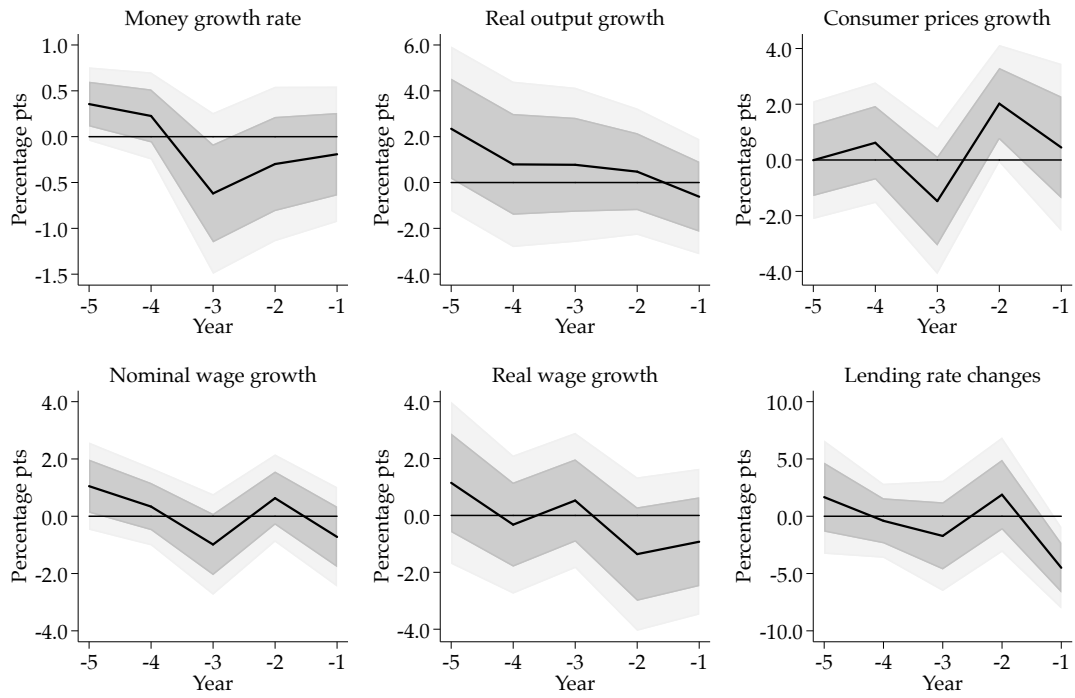 Money growth rate
Percentage pts
1.0
0.5
0.0
-0.5
-1.0
-1.5
-5 -4 -3 -2 -1
Year
Real output growth
Percentage pts
6.0
4.0
2.0
0.0
-2.0
-4.0
-5 -4 -3 -2 -1
Year
Consumer prices growth
Percentage pts
4.0
2.0
0.0
-2.0
-4.0
-5 -4 -3 -2 -1
Year
Nominal wage growth
Percentage pts
4.0
2.0
0.0
-2.0
-4.0
-5 -4 -3 -2 -1
Year
Real wage growth
Percentage pts
4.0
2.0
0.0
-2.0
-4.0
-5 -4 -3 -2 -1
Year
Lending rate changes
Percentage pts
10.0
5.0
0.0
-5.0
-10.0
-5 -4 -3 -2 -1
Year